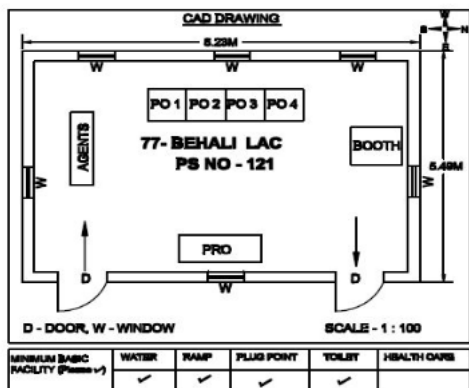 CAD DRAWING
W
S N
E
5.23M
W W W
PO 1 PO 2 PO 3 PO 4
AGENTS
77- BEHALI LAC
PS NO - 121
BOOTH
5.49M
W W
PRO
D D
W
D - DOOR, W - WINDOW SCALE - 1 : 100
MINIMUM BASIC FACILITY (Please ✓) WATER RAMP PLUG POINT TOILET HEALTH CARE
✓ ✓ ✓ ✓